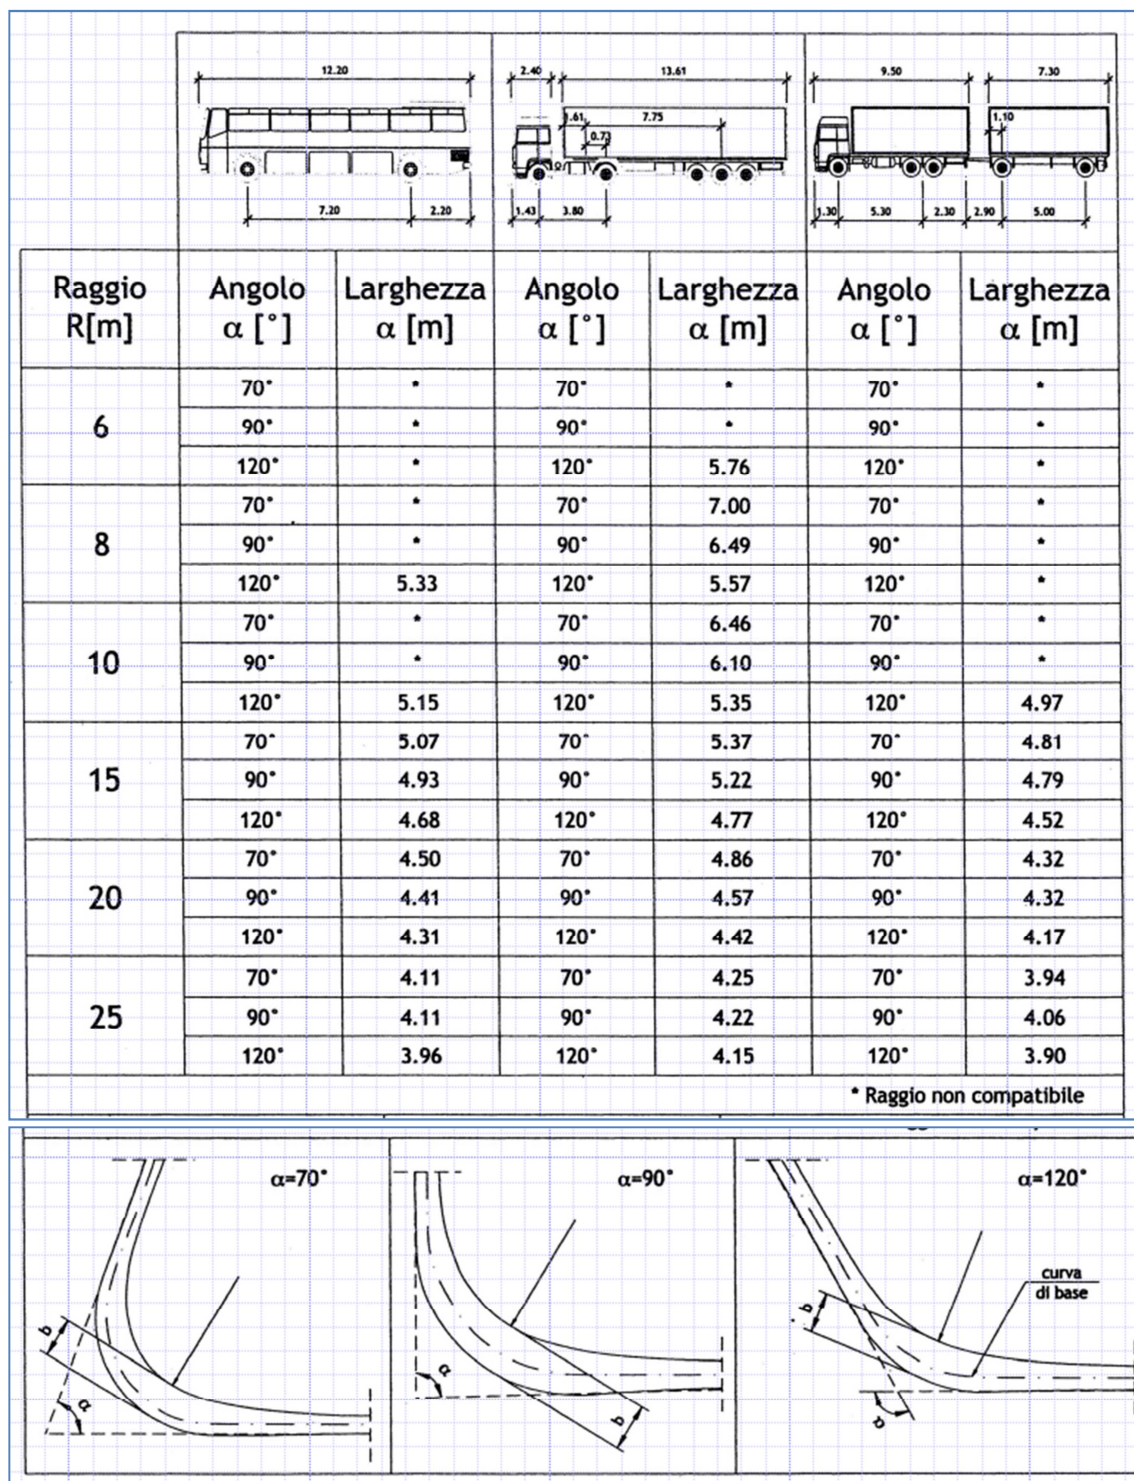 12.20
2.40 13.61
9.50 7.30
1.61 7.75
0.73
1.10
7.20 2.20
1.43 3.80
1.30 5.30 2.30 2.90 5.00
Raggio Angolo Larghezza Angolo Larghezza Angolo Larghezza
R[m] α [°] α [m] α [°] α [m] α [°] α [m]
70° * 70° * 70° *
6 90° * 90° * 90° *
120° * 120° 5.76 120° *
70° * 70° 7.00 70° *
8 90° * 90° 6.49 90° *
120° 5.33 120° 5.57 120° *
70° * 70° 6.46 70° *
10 90° * 90° 6.10 90° *
120° 5.15 120° 5.35 120° 4.97
70° 5.07 70° 5.37 70° 4.81
15 90° 4.93 90° 5.22 90° 4.79
120° 4.68 120° 4.77 120° 4.52
70° 4.50 70° 4.86 70° 4.32
20 90° 4.41 90° 4.57 90° 4.32
120° 4.31 120° 4.42 120° 4.17
70° 4.11 70° 4.25 70° 3.94
25 90° 4.11 90° 4.22 90° 4.06
120° 3.96 120° 4.15 120° 3.90
* Raggio non compatibile
α=70° α=90° α=120°
b
α
α
b
curva
di base
b
α